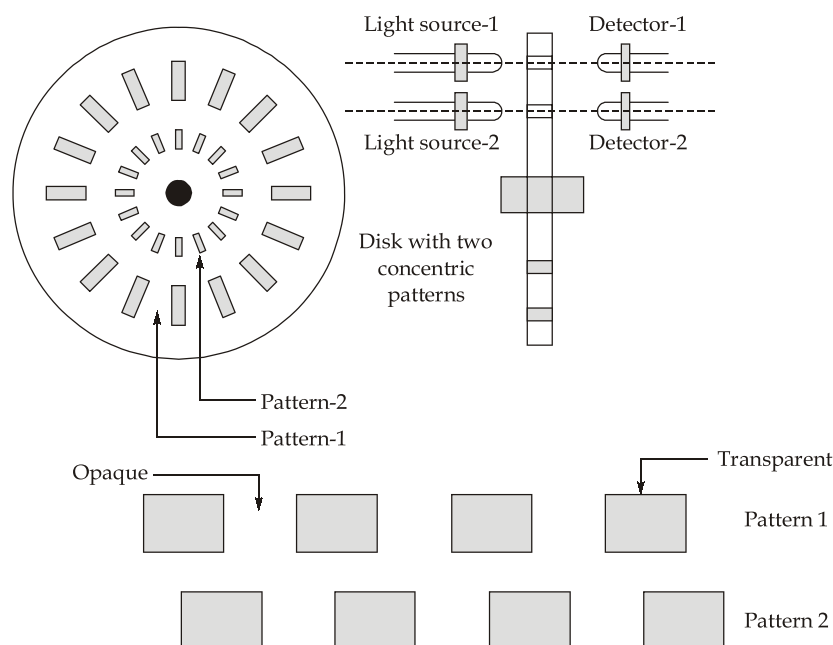 Light source-1
Detector-1
Light source-2
Detector-2
Disk with two
concentric
patterns
Pattern-2
Pattern-1
Opaque
Transparent
Pattern 1
Pattern 2